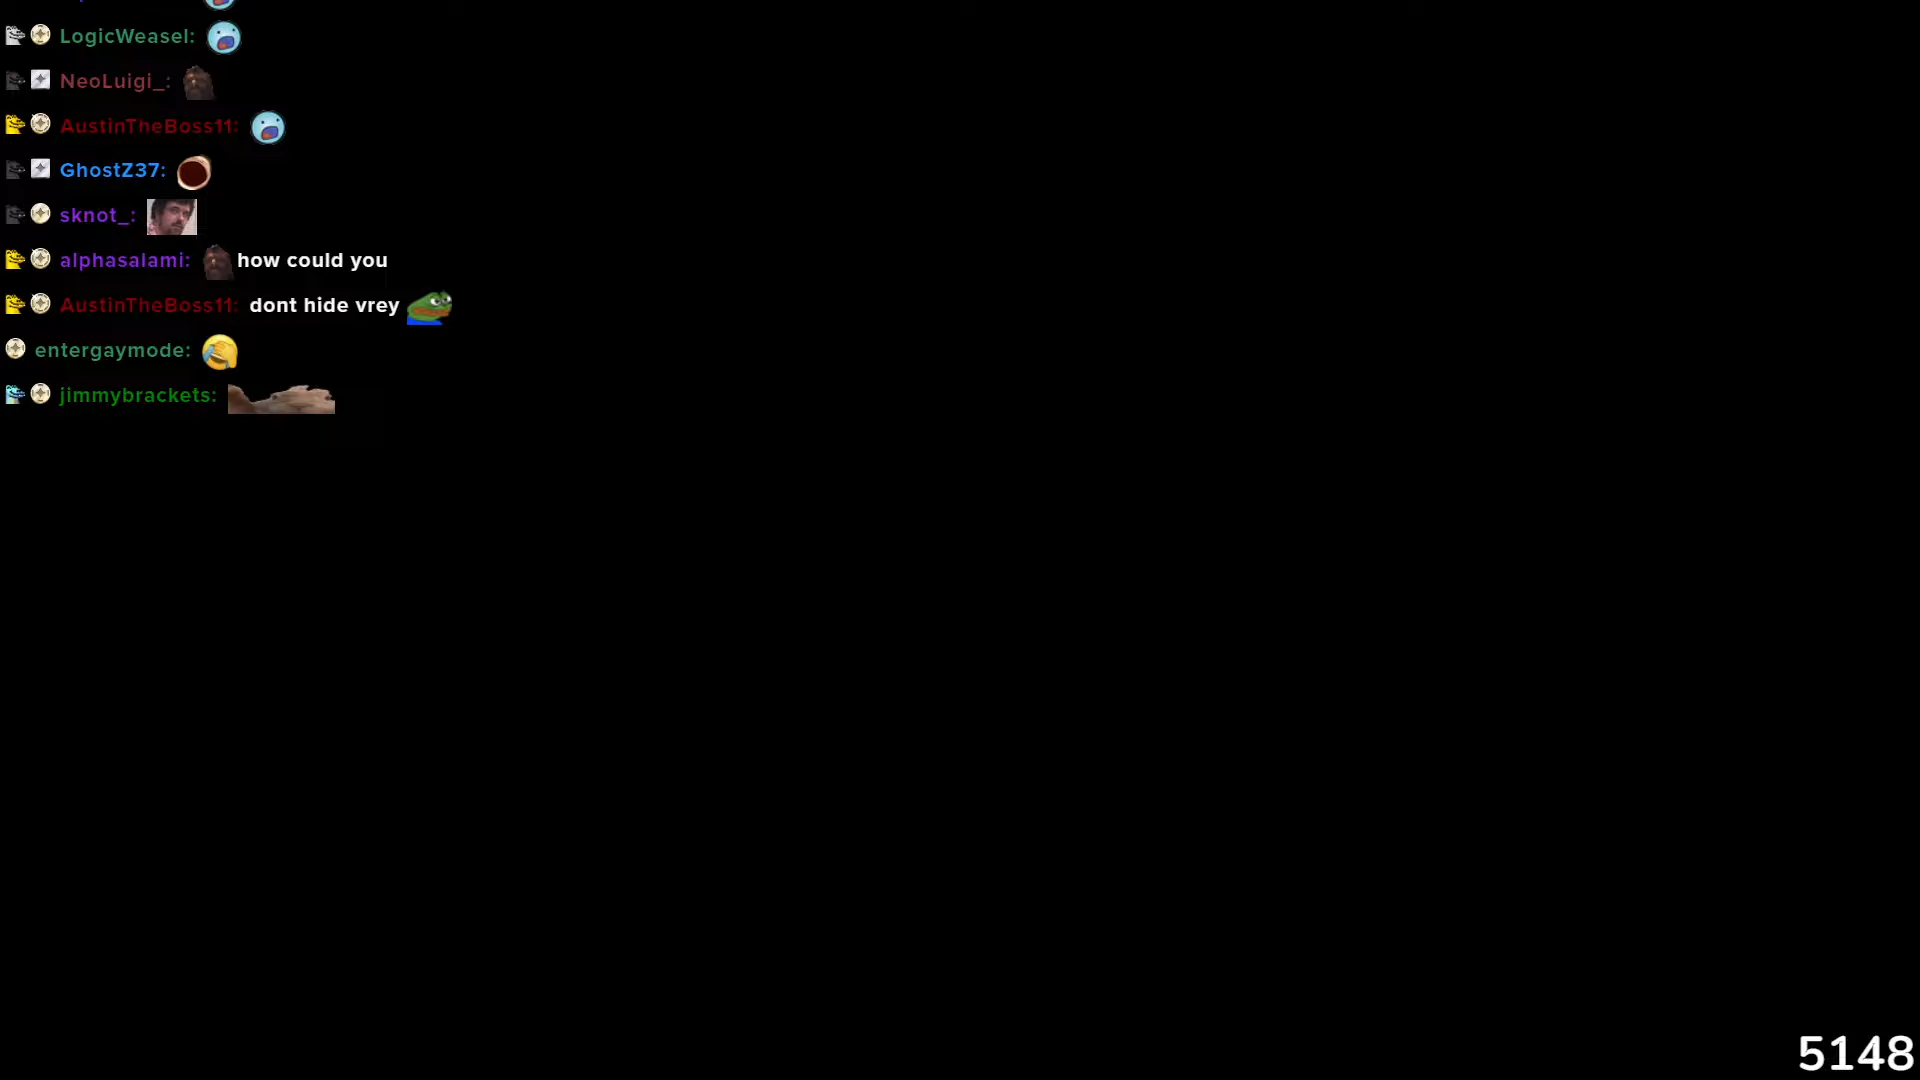 LogicWeasel:
NeoLuigi_:
AustinTheBoss11:
GhostZ37:
sknot_:
alphasalami: how could you
AustinTheBoss11: dont hide vrey
entergaymode:
jimmybrackets:
5148